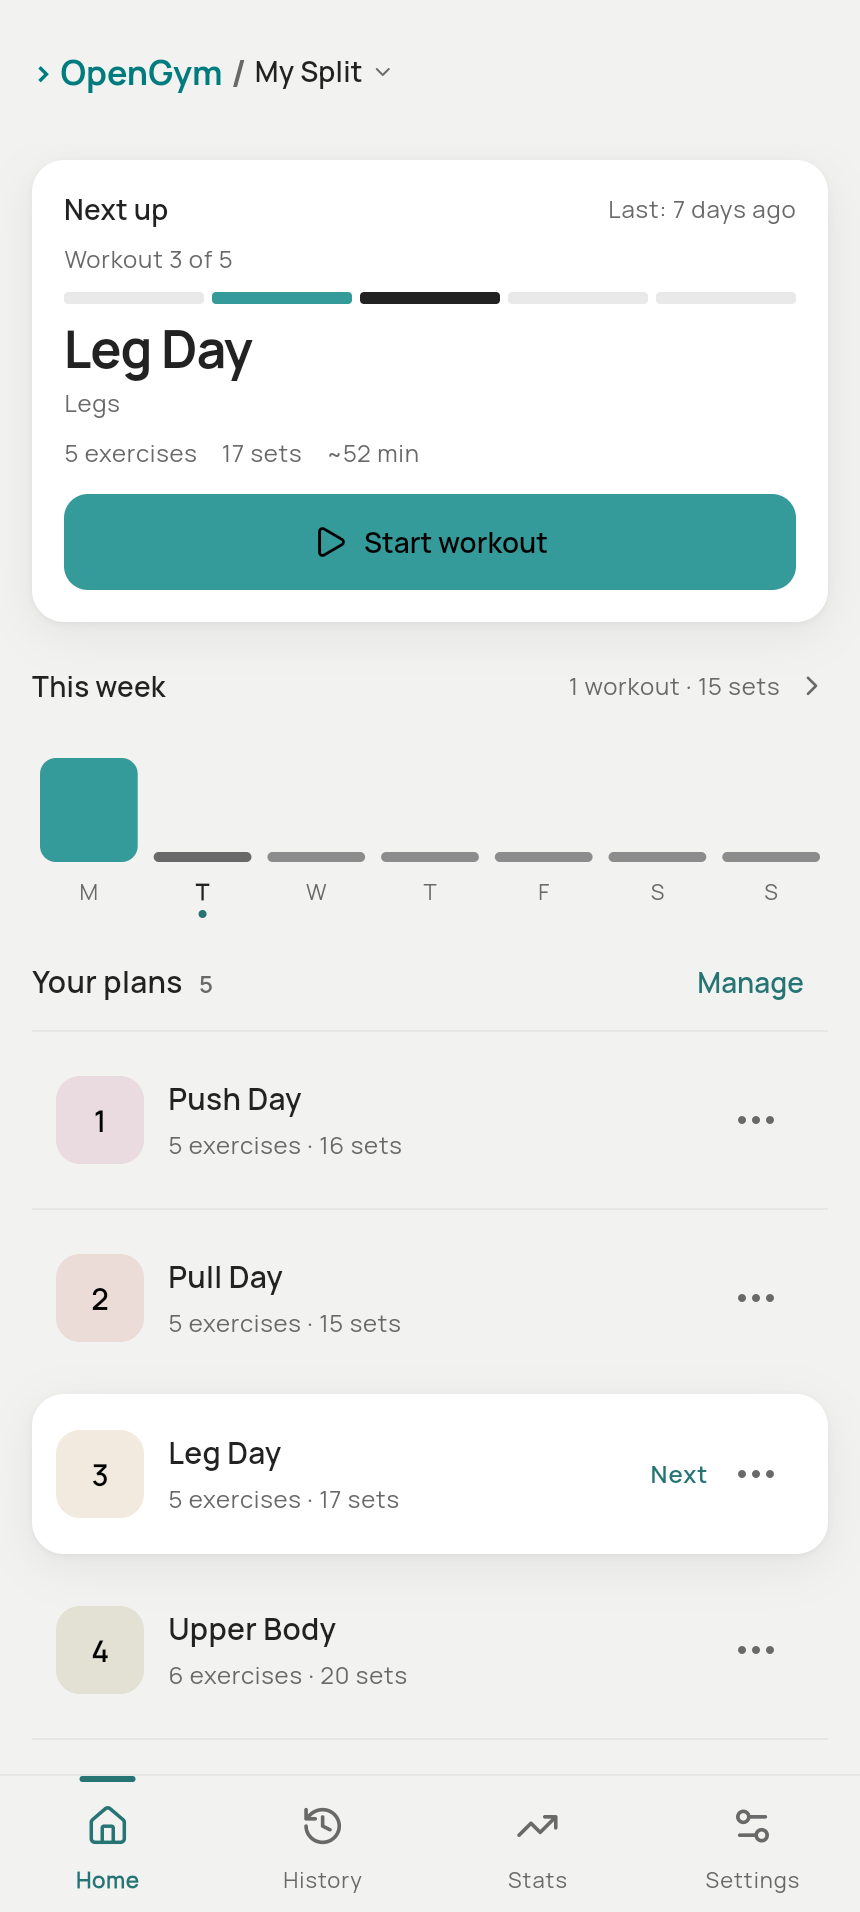 OpenGym / My Split
Next up
Last: 7 days ago
Workout 3 of 5
Leg Day
Legs
5 exercises 17 sets ~52 min
Start workout
This week
1 workout · 15 sets
M T W T F S S
Your plans 5
Manage
1
Push Day
5 exercises · 16 sets
2
Pull Day
5 exercises · 15 sets
3
Leg Day
5 exercises · 17 sets
Next
4
Upper Body
6 exercises · 20 sets
Home History Stats Settings